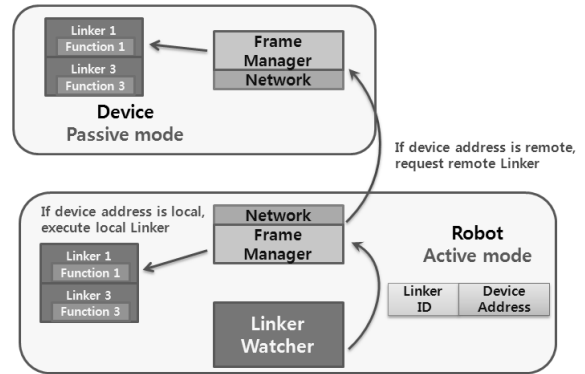 Linker 1
Function 1
Linker 3
Function 3
Frame
Manager
Network
Device
Passive mode
If device address is remote,
request remote Linker
If device address is local,
execute local Linker
Linker 1
Function 1
Linker 3
Function 3
Network
Frame
Manager
Linker
Watcher
Robot
Active mode
Linker
ID
Device
Address